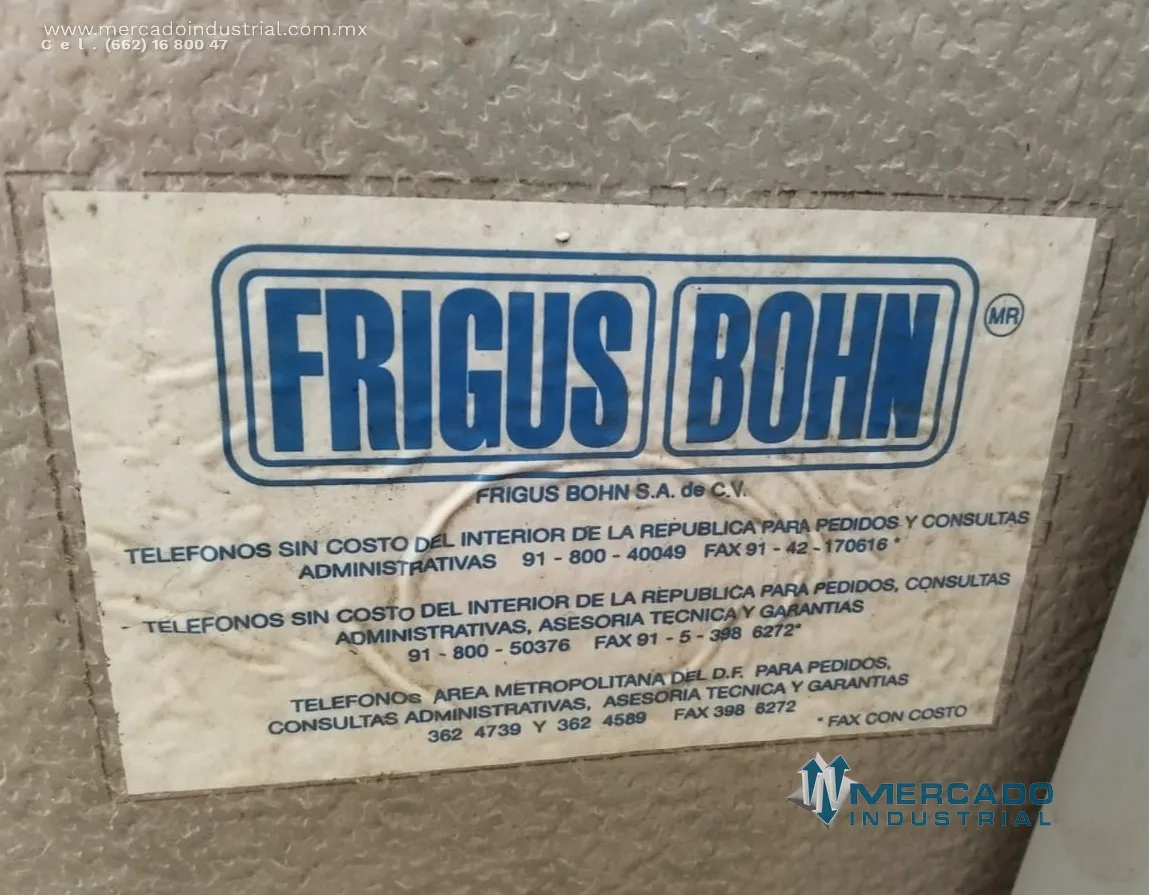 www.mercadoindustrial.com.mx
Cel. (662) 16 800 47
FRIGUS BOHN MR
FRIGUS BOHN S.A. de C.V.
TELEFONOS SIN COSTO DEL INTERIOR DE LA REPUBLICA PARA PEDIDOS Y CONSULTAS
ADMINISTRATIVAS 91 - 800 - 40049 FAX 91 - 42 - 170616 *
TELEFONOS SIN COSTO DEL INTERIOR DE LA REPUBLICA PARA PEDIDOS, CONSULTAS
ADMINISTRATIVAS, ASESORIA TECNICA Y GARANTIAS
91 - 800 - 50376 FAX 91 - 5 - 398 6272*
TELEFONOS AREA METROPOLITANA DEL D.F. PARA PEDIDOS,
CONSULTAS ADMINISTRATIVAS, ASESORIA TECNICA Y GARANTIAS
362 4739 Y 362 4589 FAX 398 6272 * FAX CON COSTO
MERCADO
INDUSTRIAL